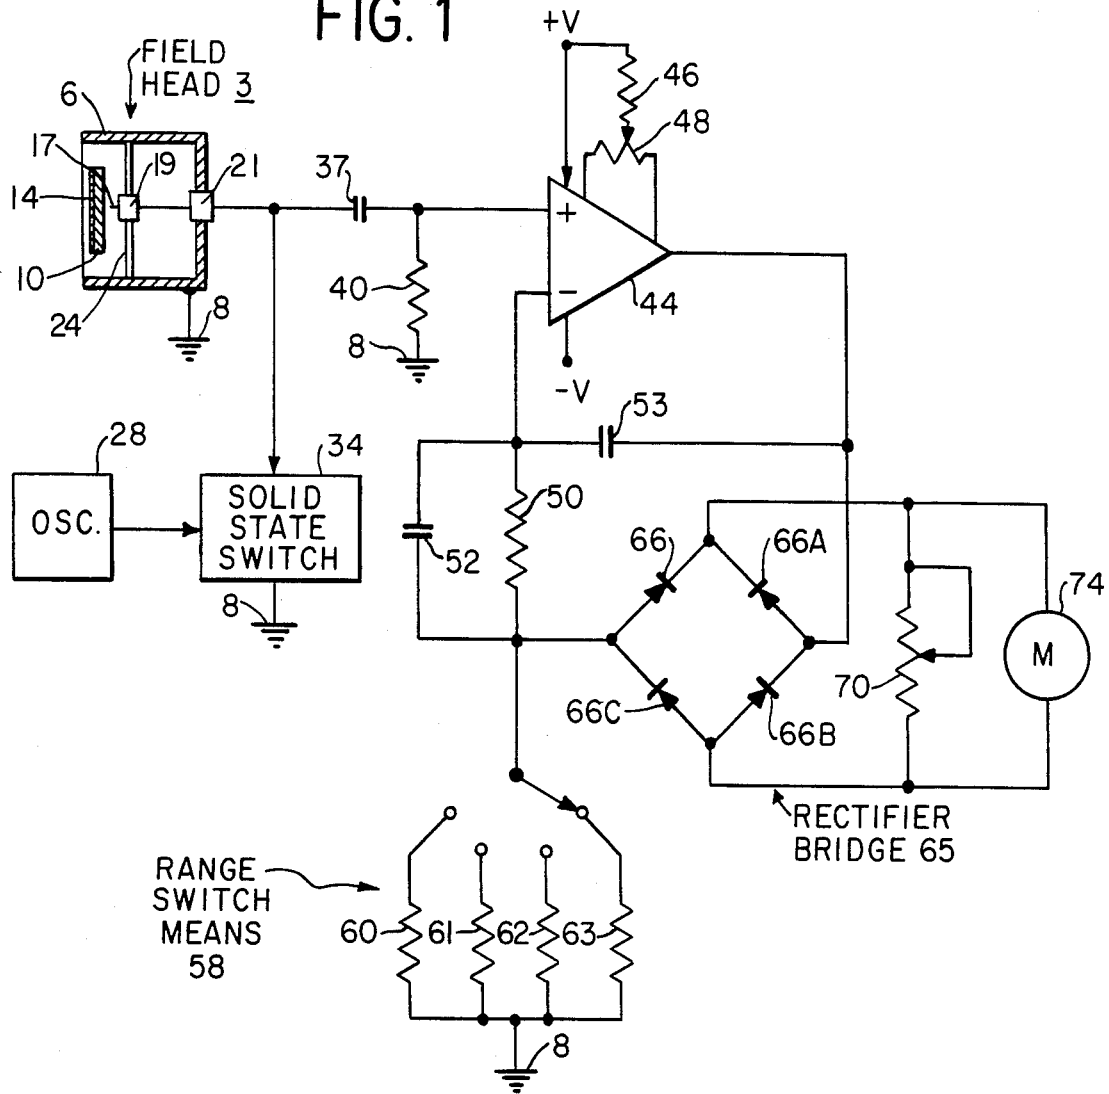 FIG. 1
+V
FIELD
HEAD 3
6
46
48
17
19
21
37
14
+
10
40
−
44
24
8
8
−V
53
28
34
OSC.
SOLID
STATE
SWITCH
50
52
66
66A
74
8
M
70
66C
66B
RECTIFIER
BRIDGE 65
RANGE
SWITCH
MEANS
58
60
61
62
63
8